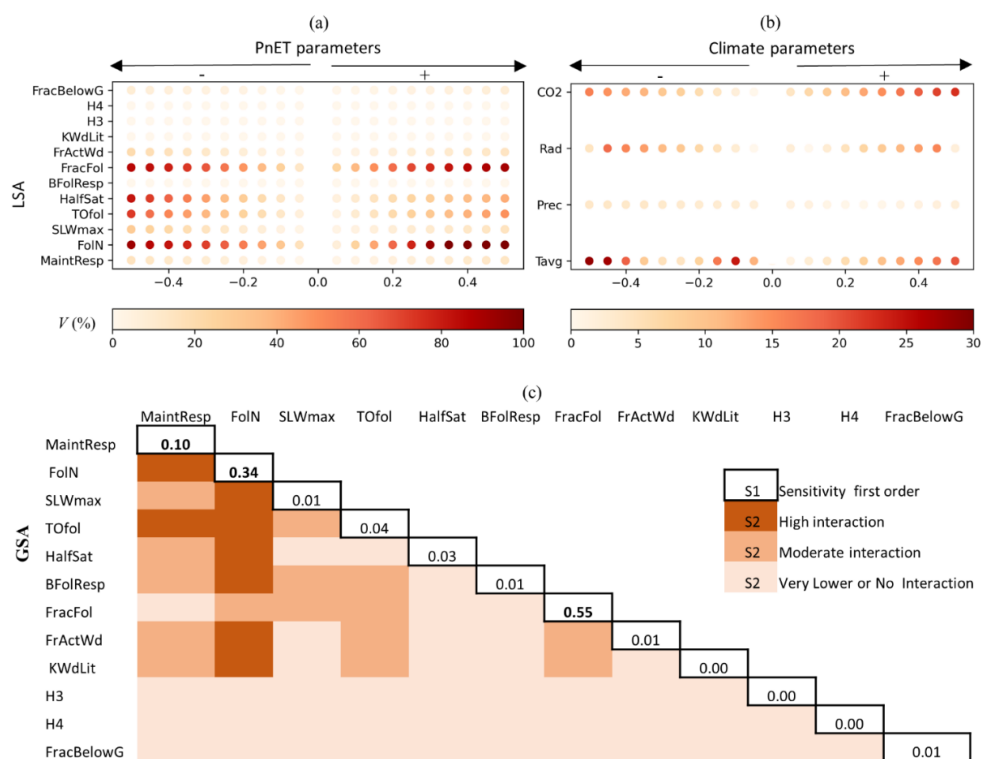 (a)
PnET parameters
-
+
FracBelowG
H4
H3
KWdLit
FrActWd
FracFol
BFolResp
HalfSat
TOfol
SLWmax
FolN
MaintResp
LSA
−0.4 −0.2 0.0 0.2 0.4
V (%)
0 20 40 60 80 100
(b)
Climate parameters
-
+
CO2
Rad
Prec
Tavg
−0.4 −0.2 0.0 0.2 0.4
0 5 10 15 20 25 30
(c)
MaintResp FolN SLWmax TOfol HalfSat BFolResp FracFol FrActWd KWdLit H3 H4 FracBelowG
GSA
MaintResp 0.10
FolN 0.34
SLWmax 0.01
TOfol 0.04
HalfSat 0.03
BFolResp 0.01
FracFol 0.55
FrActWd 0.01
KWdLit 0.00
H3 0.00
H4 0.00
FracBelowG 0.01
S1 Sensitivity first order
S2 High interaction
S2 Moderate interaction
S2 Very Lower or No Interaction